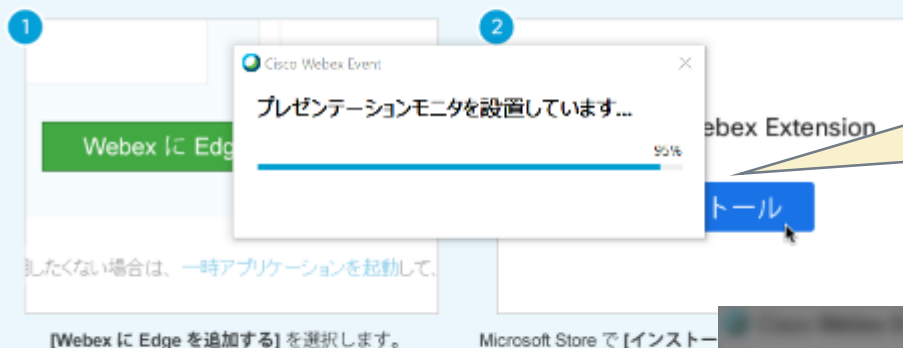 1
2
Cisco Webex Event
プレゼンテーションモニタを設置しています...
95%
Webex に Edg
ebex Extension
トール
したくない場合は、一時アプリケーションを起動して、
[Webex に Edge を追加する] を選択します。
Microsoft Store で [インストー